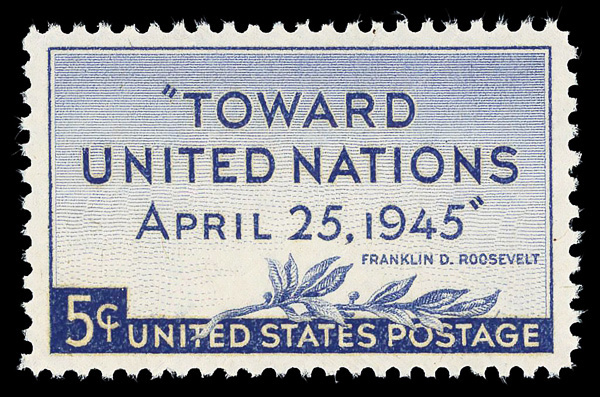 "TOWARD
UNITED NATIONS
APRIL 25, 1945"
FRANKLIN D. ROOSEVELT
5¢ UNITED STATES POSTAGE